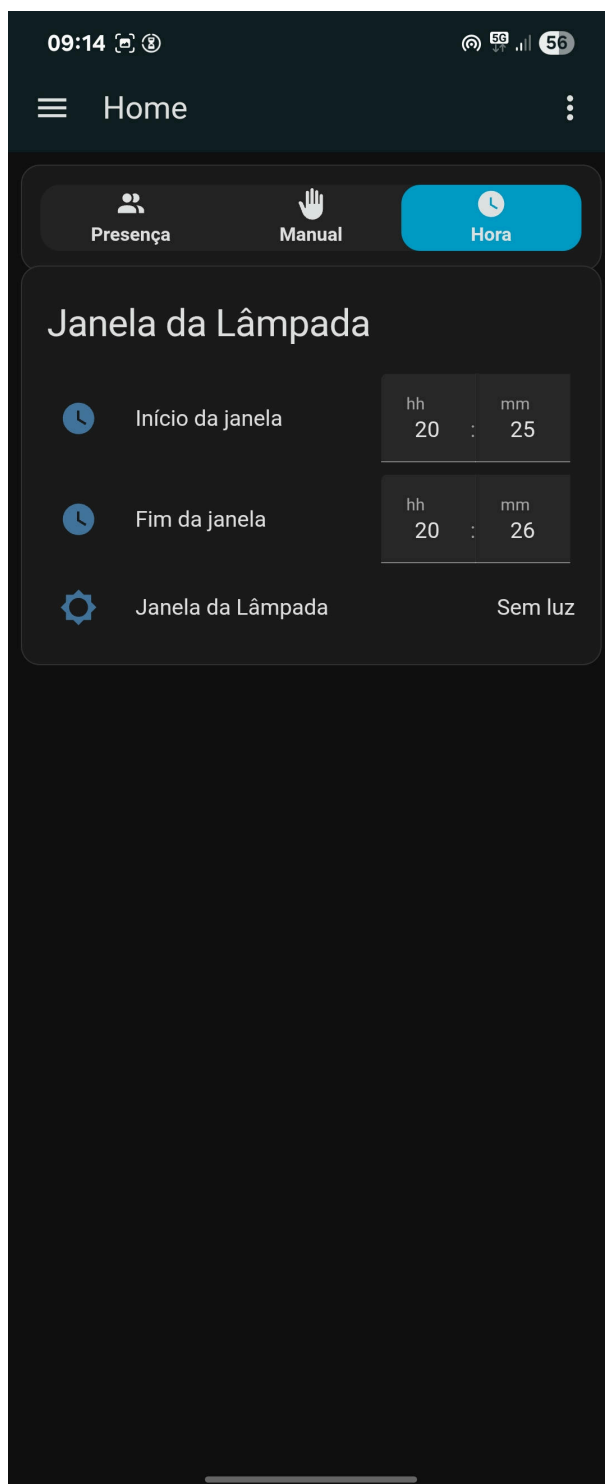 09:14 5G 56
Home
Presença Manual Hora
Janela da Lâmpada
hh mm
Início da janela 20 : 25
hh mm
Fim da janela 20 : 26
Janela da Lâmpada Sem luz